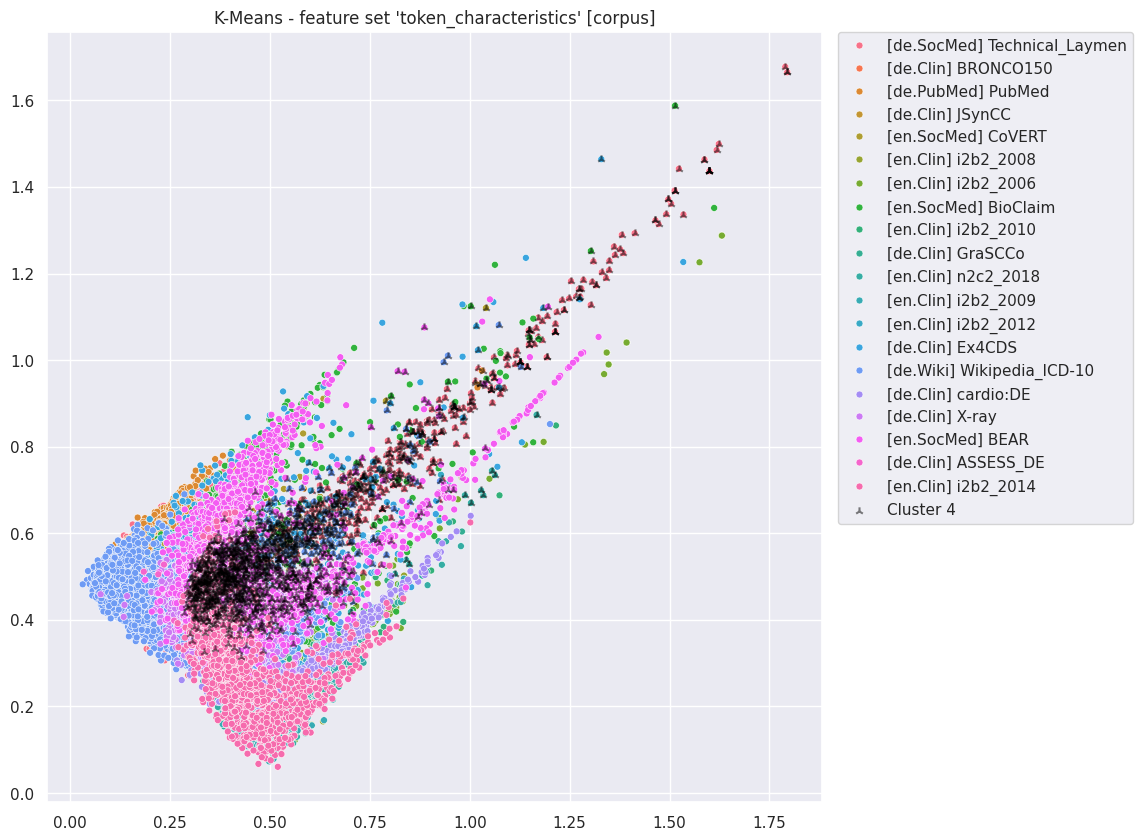 K-Means - feature set 'token_characteristics' [corpus]
[de.SocMed] Technical_Laymen
[de.Clin] BRONCO150
[de.PubMed] PubMed
[de.Clin] JSynCC
[en.SocMed] CoVERT
[en.Clin] i2b2_2008
[en.Clin] i2b2_2006
[en.SocMed] BioClaim
[en.Clin] i2b2_2010
[de.Clin] GraSCCo
[en.Clin] n2c2_2018
[en.Clin] i2b2_2009
[en.Clin] i2b2_2012
[de.Clin] Ex4CDS
[de.Wiki] Wikipedia_ICD-10
[de.Clin] cardio:DE
[de.Clin] X-ray
[en.SocMed] BEAR
[de.Clin] ASSESS_DE
[en.Clin] i2b2_2014
Cluster 4
1.6
1.4
1.2
1.0
0.8
0.6
0.4
0.2
0.0
0.00 0.25 0.50 0.75 1.00 1.25 1.50 1.75